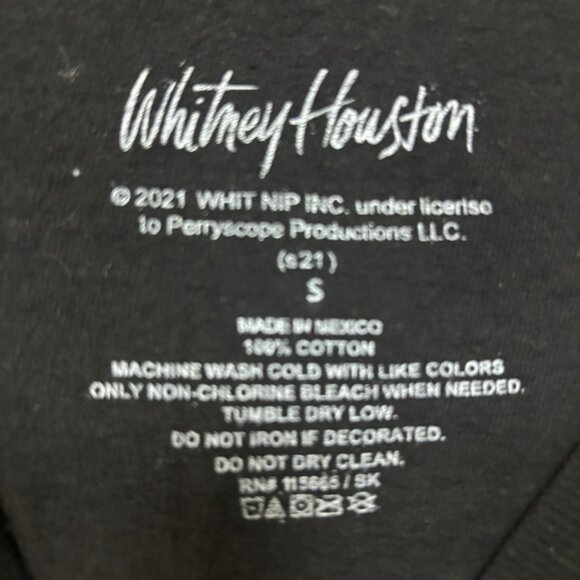 Whitney Houston
© 2021 WHIT NIP INC. under license
to Perryscope Productions LLC.
(s21)
S
MADE IN MEXICO
100% COTTON
MACHINE WASH COLD WITH LIKE COLORS
ONLY NON-CHLORINE BLEACH WHEN NEEDED.
TUMBLE DRY LOW.
DO NOT IRON IF DECORATED.
DO NOT DRY CLEAN.
RN# 115665 / SK